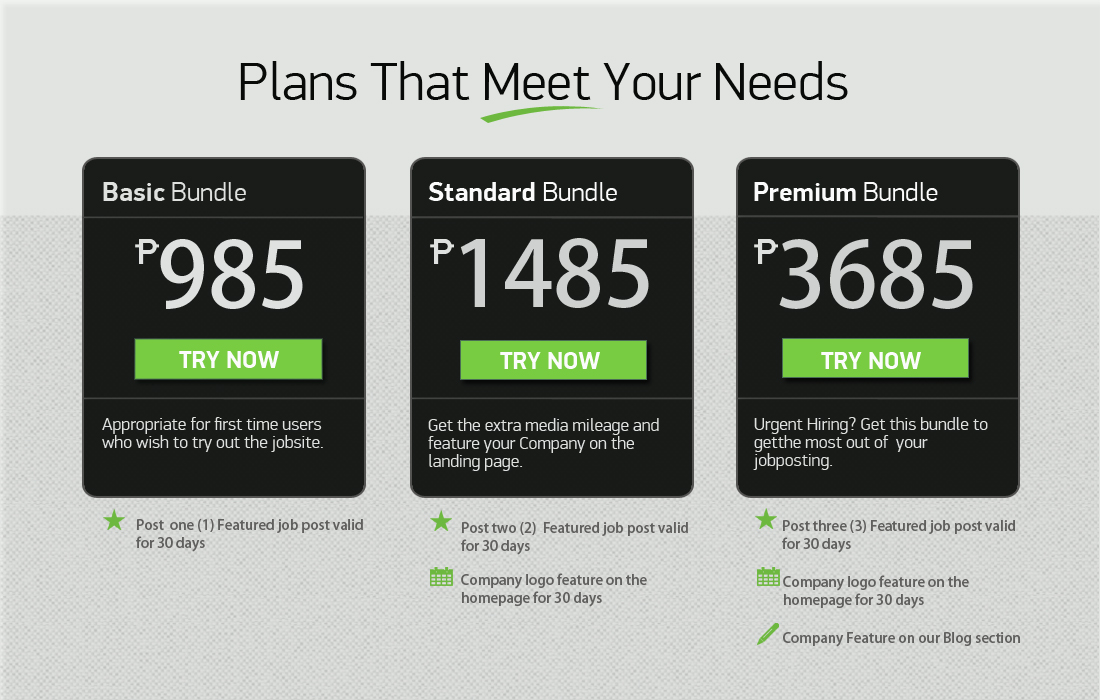 Plans That Meet Your Needs
Basic Bundle
₱985
TRY NOW
Appropriate for first time users
who wish to try out the jobsite.
Post one (1) Featured job post valid
for 30 days
Standard Bundle
₱1485
TRY NOW
Get the extra media mileage and
feature your Company on the
landing page.
Post two (2) Featured job post valid
for 30 days
Company logo feature on the
homepage for 30 days
Premium Bundle
₱3685
TRY NOW
Urgent Hiring? Get this bundle to
getthe most out of your
jobposting.
Post three (3) Featured job post valid
for 30 days
Company logo feature on the
homepage for 30 days
Company Feature on our Blog section